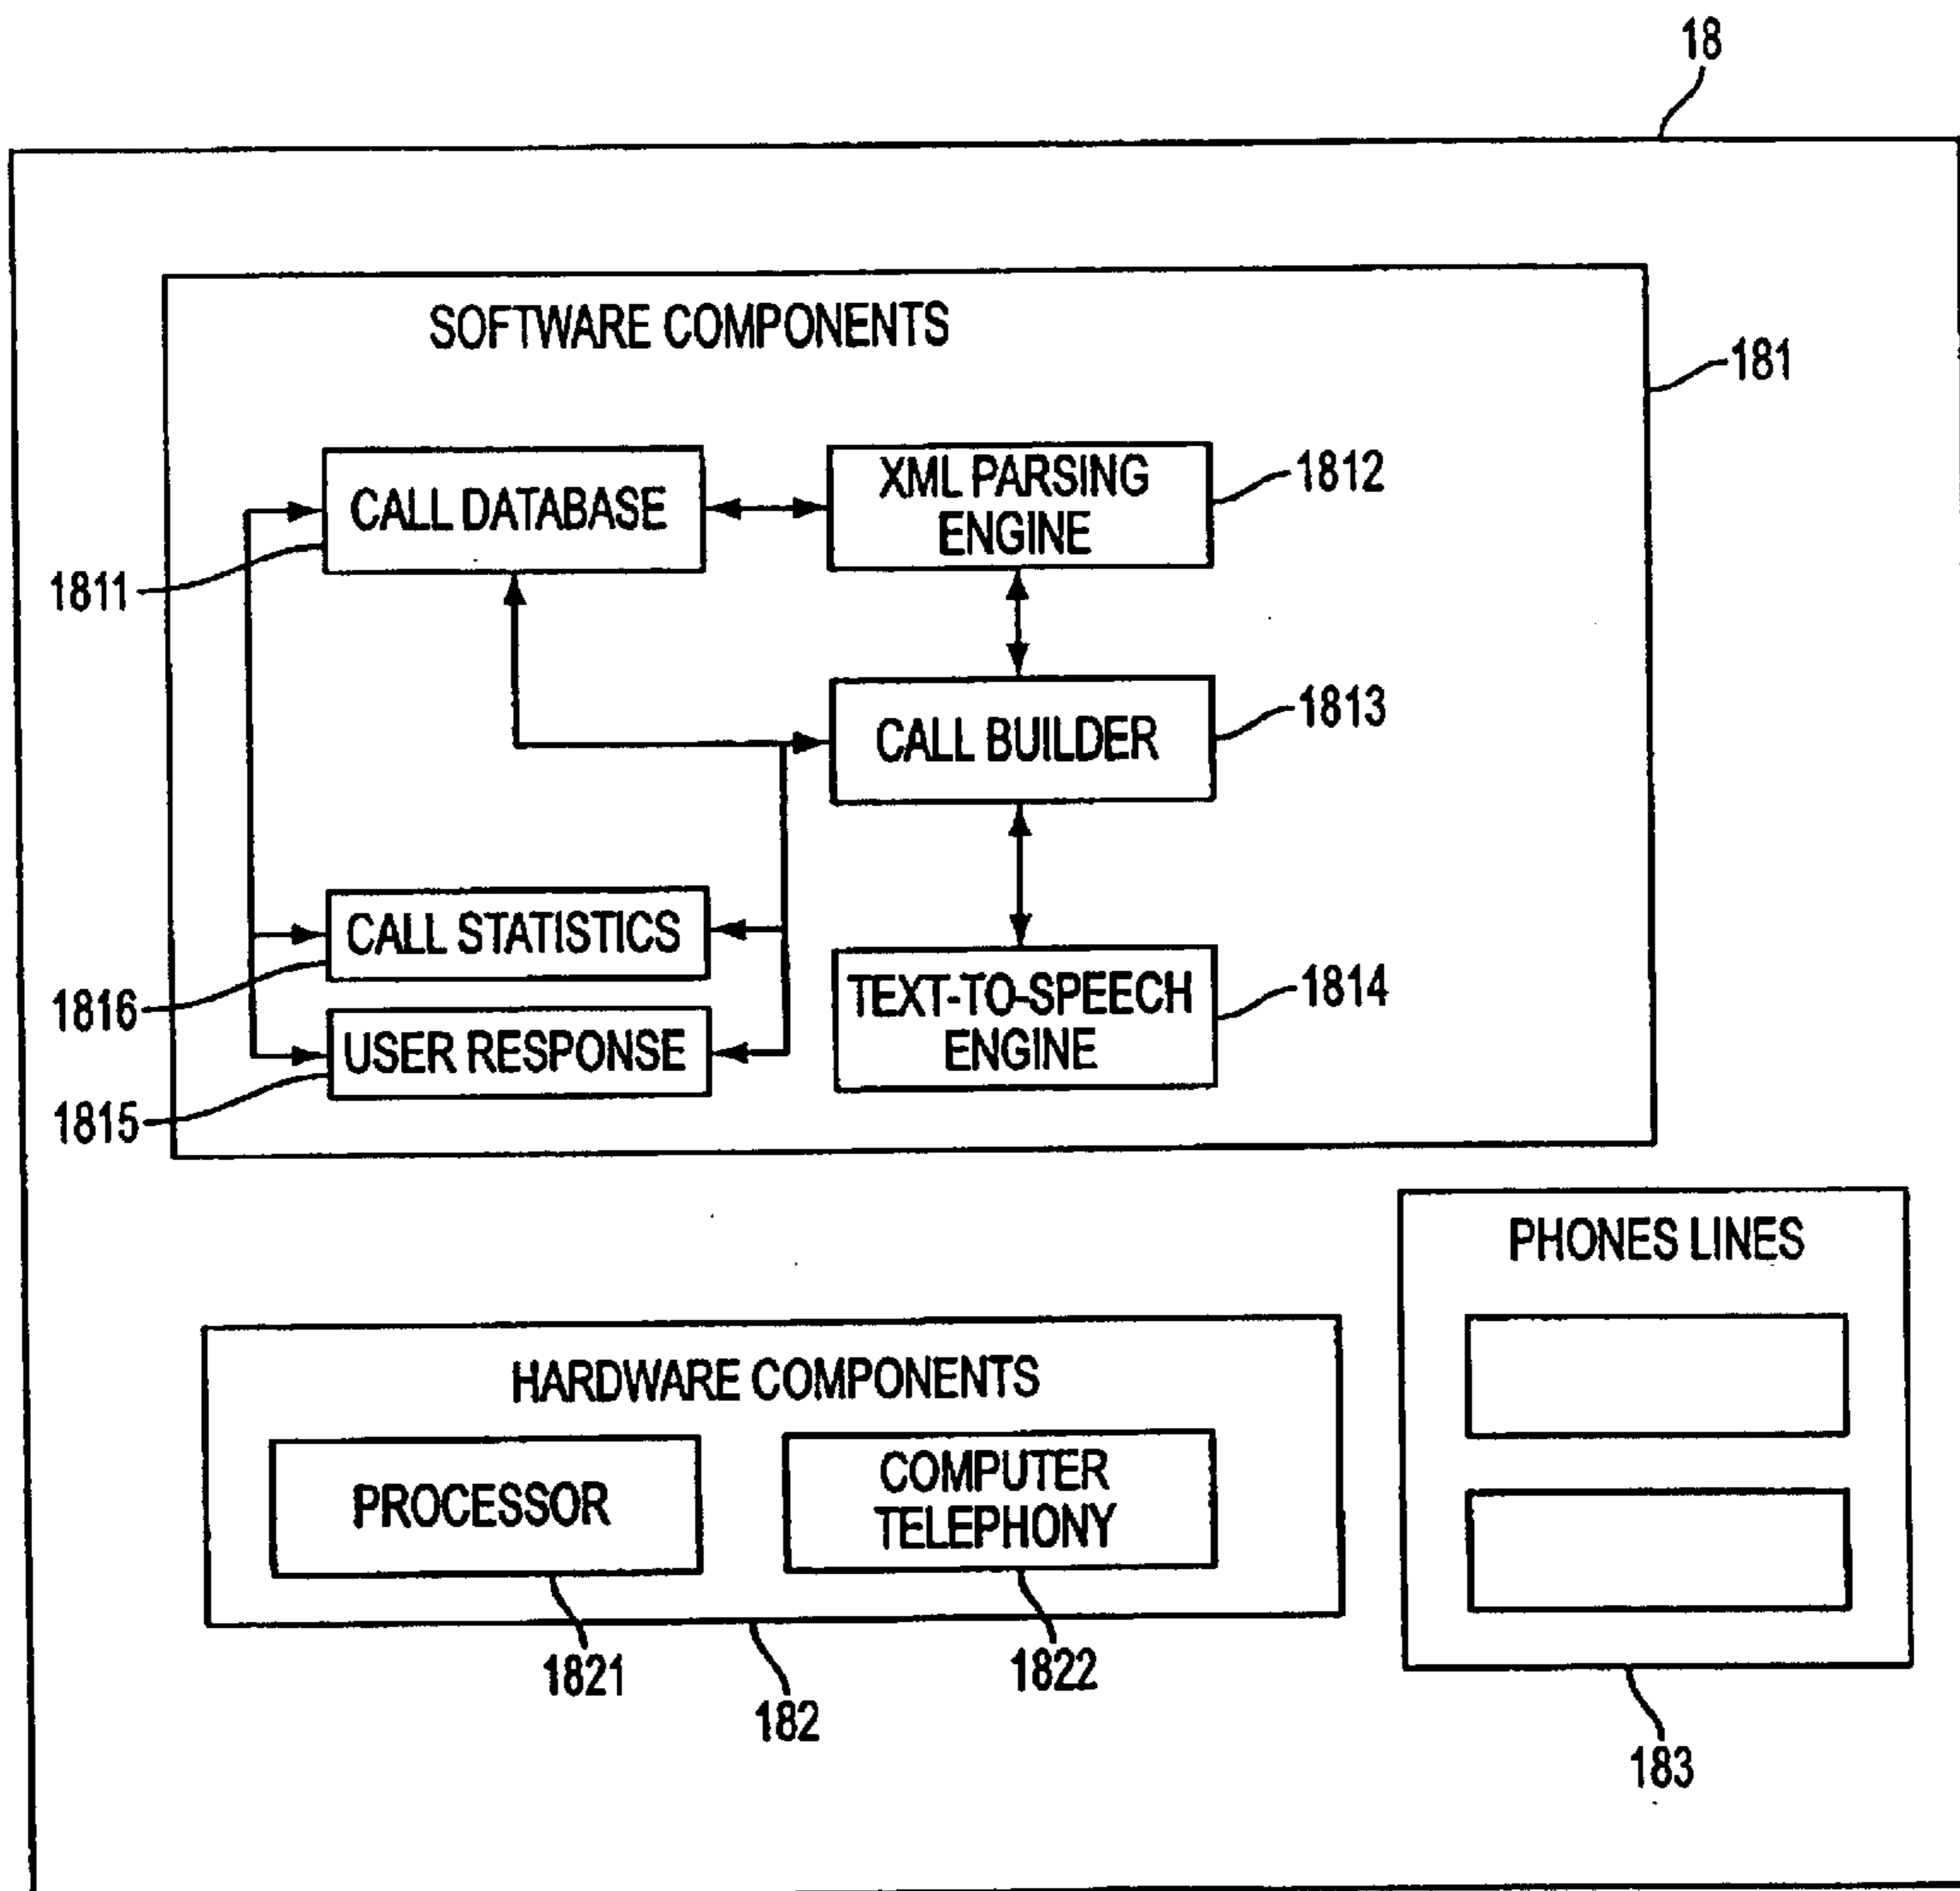 18
SOFTWARE COMPONENTS
181
CALL DATABASE
XML PARSING
ENGINE
1812
1811
CALL BUILDER
1813
CALL STATISTICS
1816
USER RESPONSE
1815
TEXT-TO-SPEECH
ENGINE
1814
PHONES LINES
HARDWARE COMPONENTS
PROCESSOR
COMPUTER
TELEPHONY
1821
182
1822
183